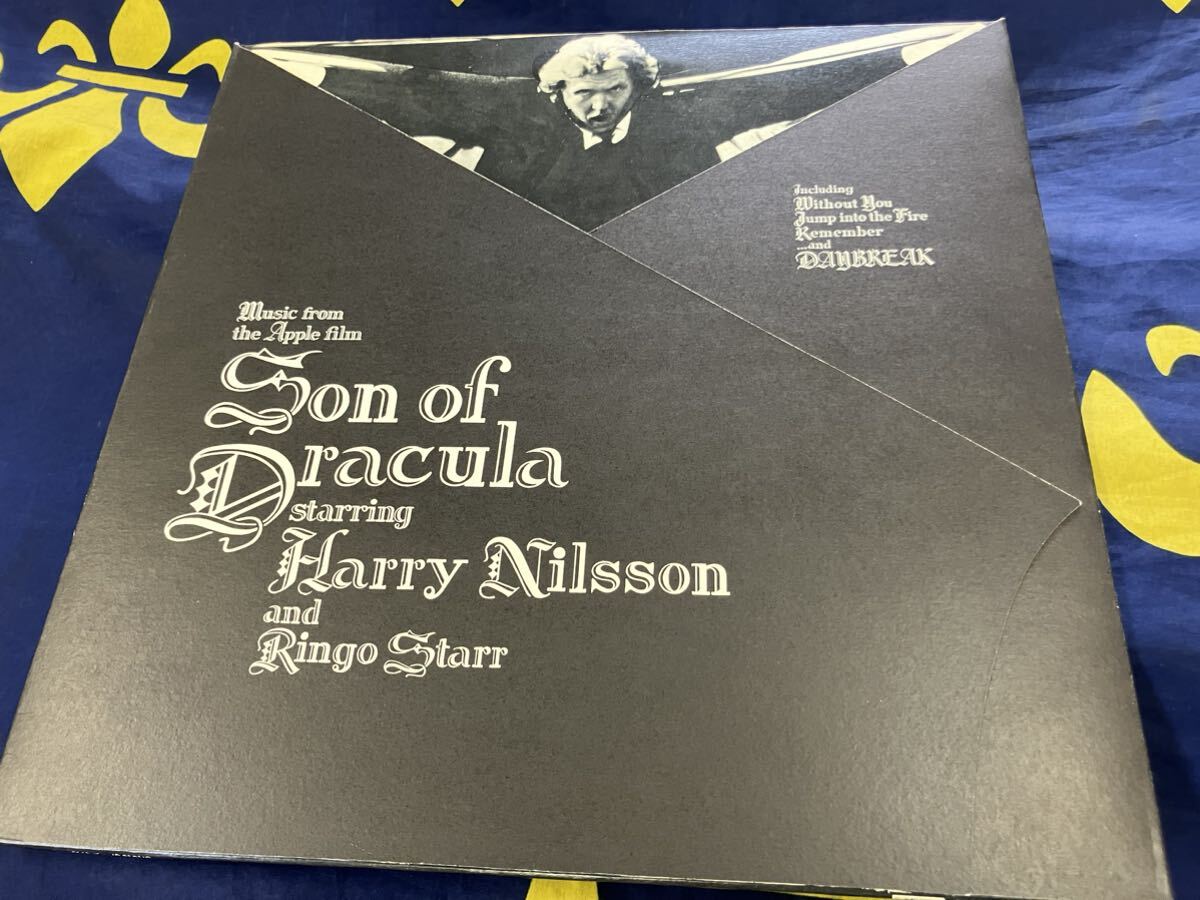 Including
Without You
Jump into the Fire
Remember
...and
DAYBREAK
Music from
the Apple film
Son of
Dracula
starring
Harry Nilsson
and
Ringo Starr